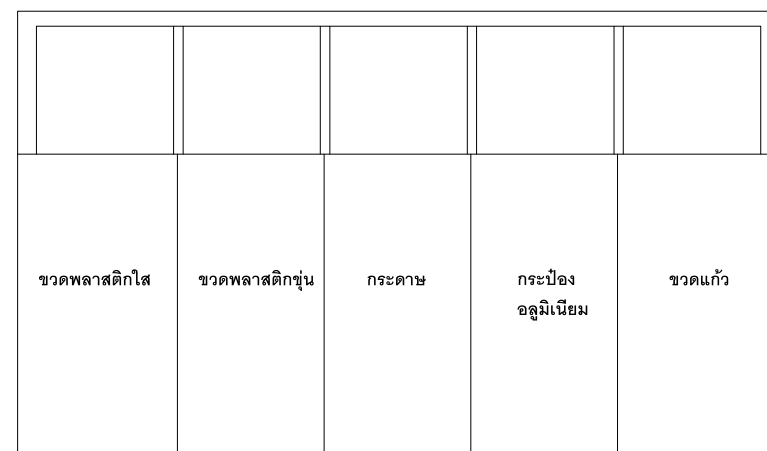 ขวดพลาสติกใส
ขวดพลาสติกขุ่น
กระดาษ
กระป๋อง
อลูมิเนียม
ขวดแก้ว